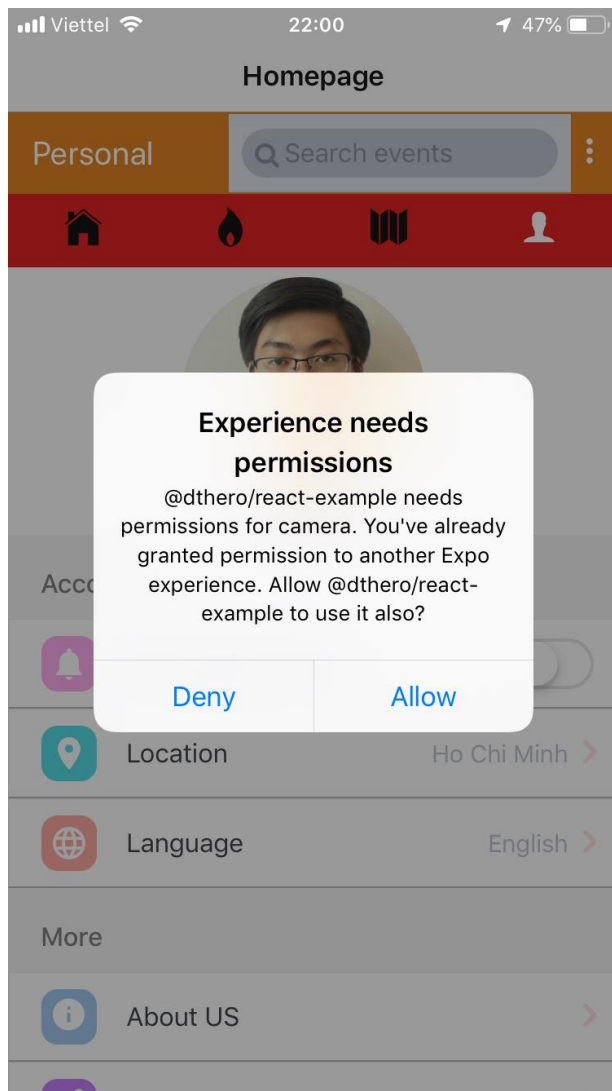 Viettel 22:00 47%
Homepage
Personal Search events
Experience needs
permissions
@dthero/react-example needs
permissions for camera. You've already
granted permission to another Expo
experience. Allow @dthero/react-
example to use it also?
Acco
Deny Allow
Location Ho Chi Minh
Language English
More
About US